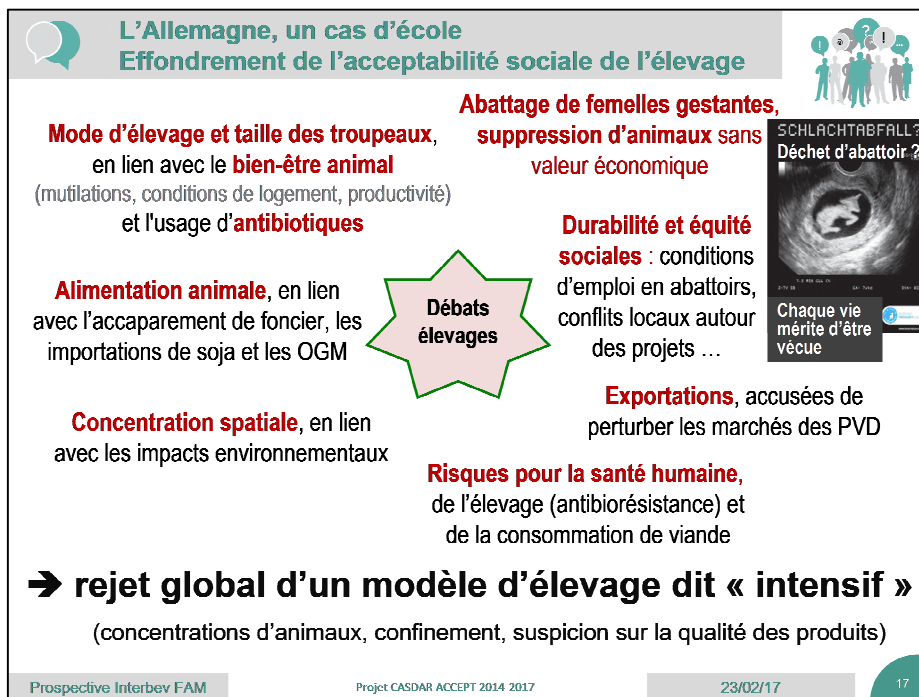 L'Allemagne, un cas d'école
Effondrement de l'acceptabilité sociale de l'élevage
! @ ? ! ...
Mode d'élevage et taille des troupeaux,
en lien avec le bien-être animal
(mutilations, conditions de logement, productivité)
et l'usage d'antibiotiques
Abattage de femelles gestantes,
suppression d'animaux sans
valeur économique
SCHLACHTABFALL?
Déchet d'abattoir ?
Chaque vie
mérite d'être
vécue
Durabilité et équité
sociales : conditions
d'emploi en abattoirs,
conflits locaux autour
des projets …
Alimentation animale, en lien
avec l'accaparement de foncier, les
importations de soja et les OGM
Débats
élevages
Exportations, accusées de
perturber les marchés des PVD
Concentration spatiale, en lien
avec les impacts environnementaux
Risques pour la santé humaine,
de l'élevage (antibiorésistance) et
de la consommation de viande
➔ rejet global d'un modèle d'élevage dit « intensif »
(concentrations d'animaux, confinement, suspicion sur la qualité des produits)
Prospective Interbev FAM
Projet CASDAR ACCEPT 2014-2017
23/02/17
17